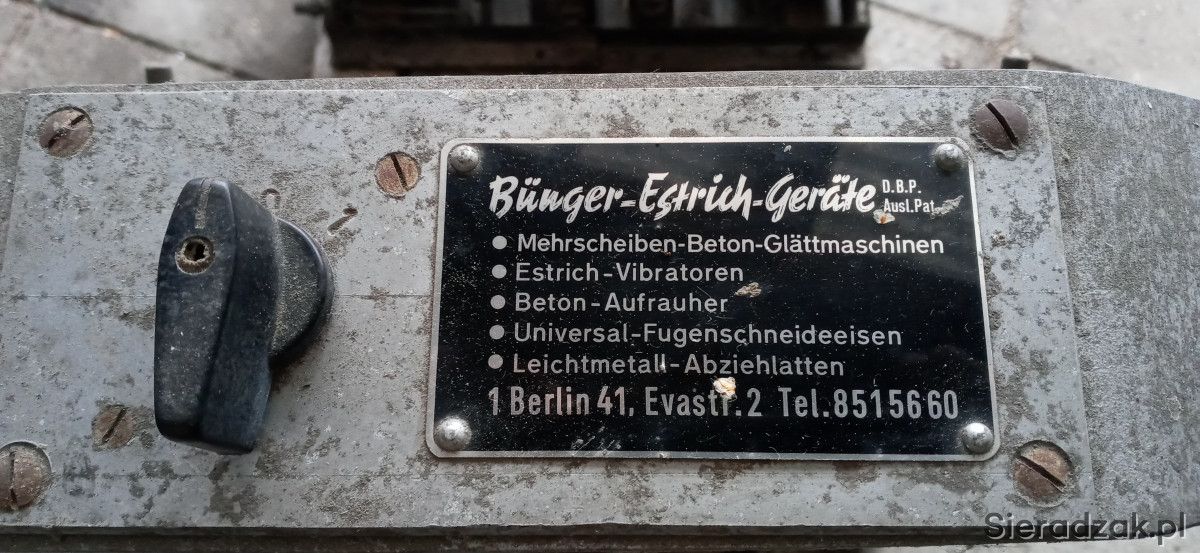 Bünger-Estrich-Geräte D.B.P.
Ausl.Pat.
● Mehrscheiben-Beton-Glättmaschinen
● Estrich-Vibratoren
● Beton-Aufrauher
● Universal-Fugenschneideeisen
● Leichtmetall-Abziehlatten
1 Berlin 41, Evastr.2 Tel.8515660
Sieradzak.pl